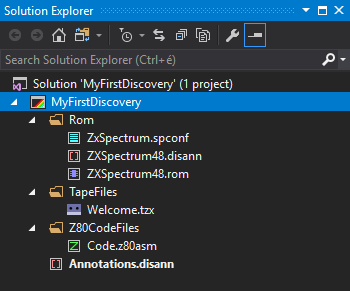 Solution Explorer
Search Solution Explorer (Ctrl+é)
Solution 'MyFirstDiscovery' (1 project)
MyFirstDiscovery
Rom
ZxSpectrum.spconf
ZXSpectrum48.disann
ZXSpectrum48.rom
TapeFiles
Welcome.tzx
Z80CodeFiles
Code.z80asm
Annotations.disann